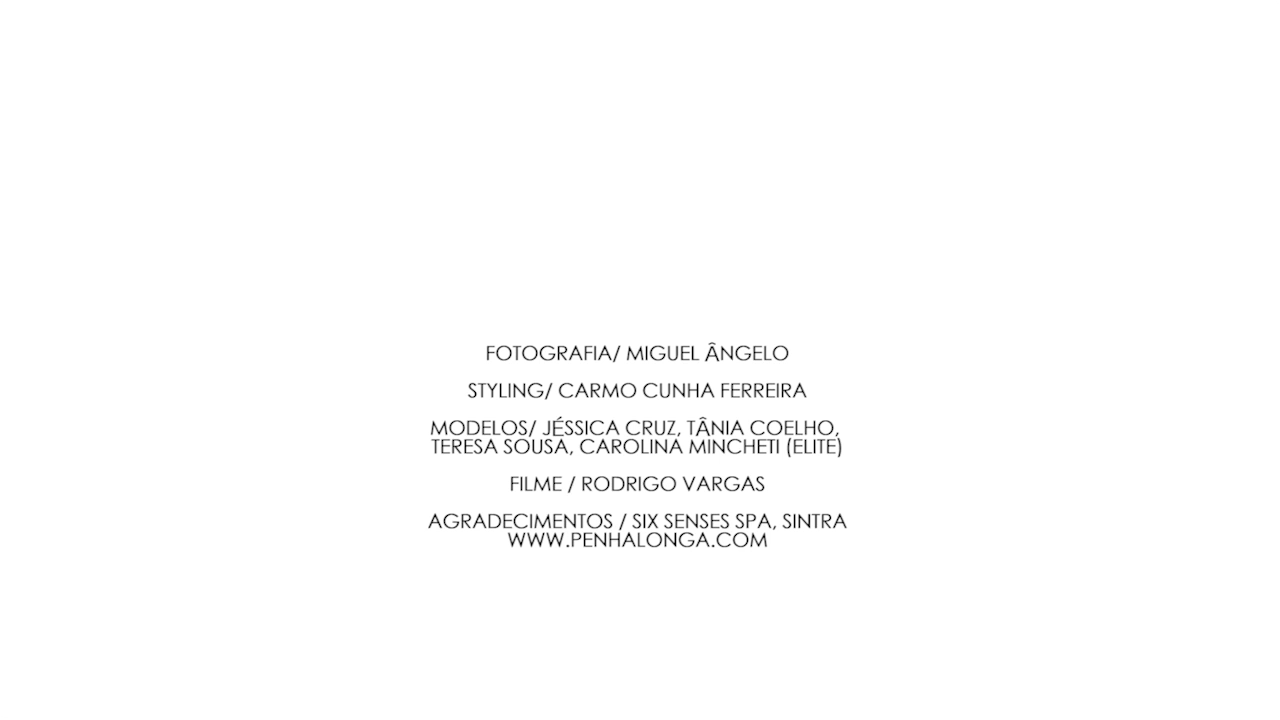 FOTOGRAFIA/ MIGUEL ÂNGELO
STYLING/ CARMO CUNHA FERREIRA
MODELOS/ JÉSSICA CRUZ, TÂNIA COELHO,
TERESA SOUSA, CAROLINA MINCHETI (ELITE)
FILME / RODRIGO VARGAS
AGRADECIMENTOS / SIX SENSES SPA, SINTRA
WWW.PENHALONGA.COM